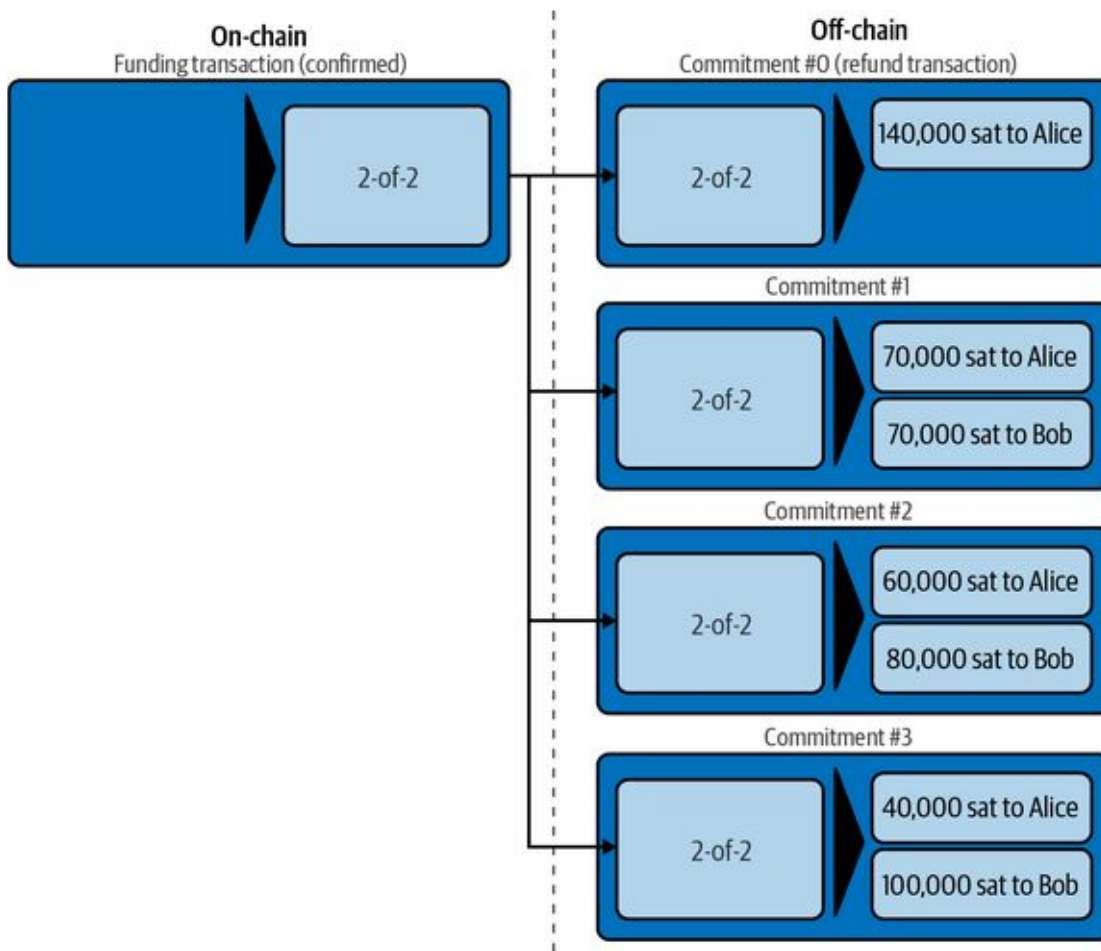 On-chain
Funding transaction (confirmed)
2-of-2
Off-chain
Commitment #0 (refund transaction)
2-of-2
140,000 sat to Alice
Commitment #1
2-of-2
70,000 sat to Alice
70,000 sat to Bob
Commitment #2
2-of-2
60,000 sat to Alice
80,000 sat to Bob
Commitment #3
2-of-2
40,000 sat to Alice
100,000 sat to Bob